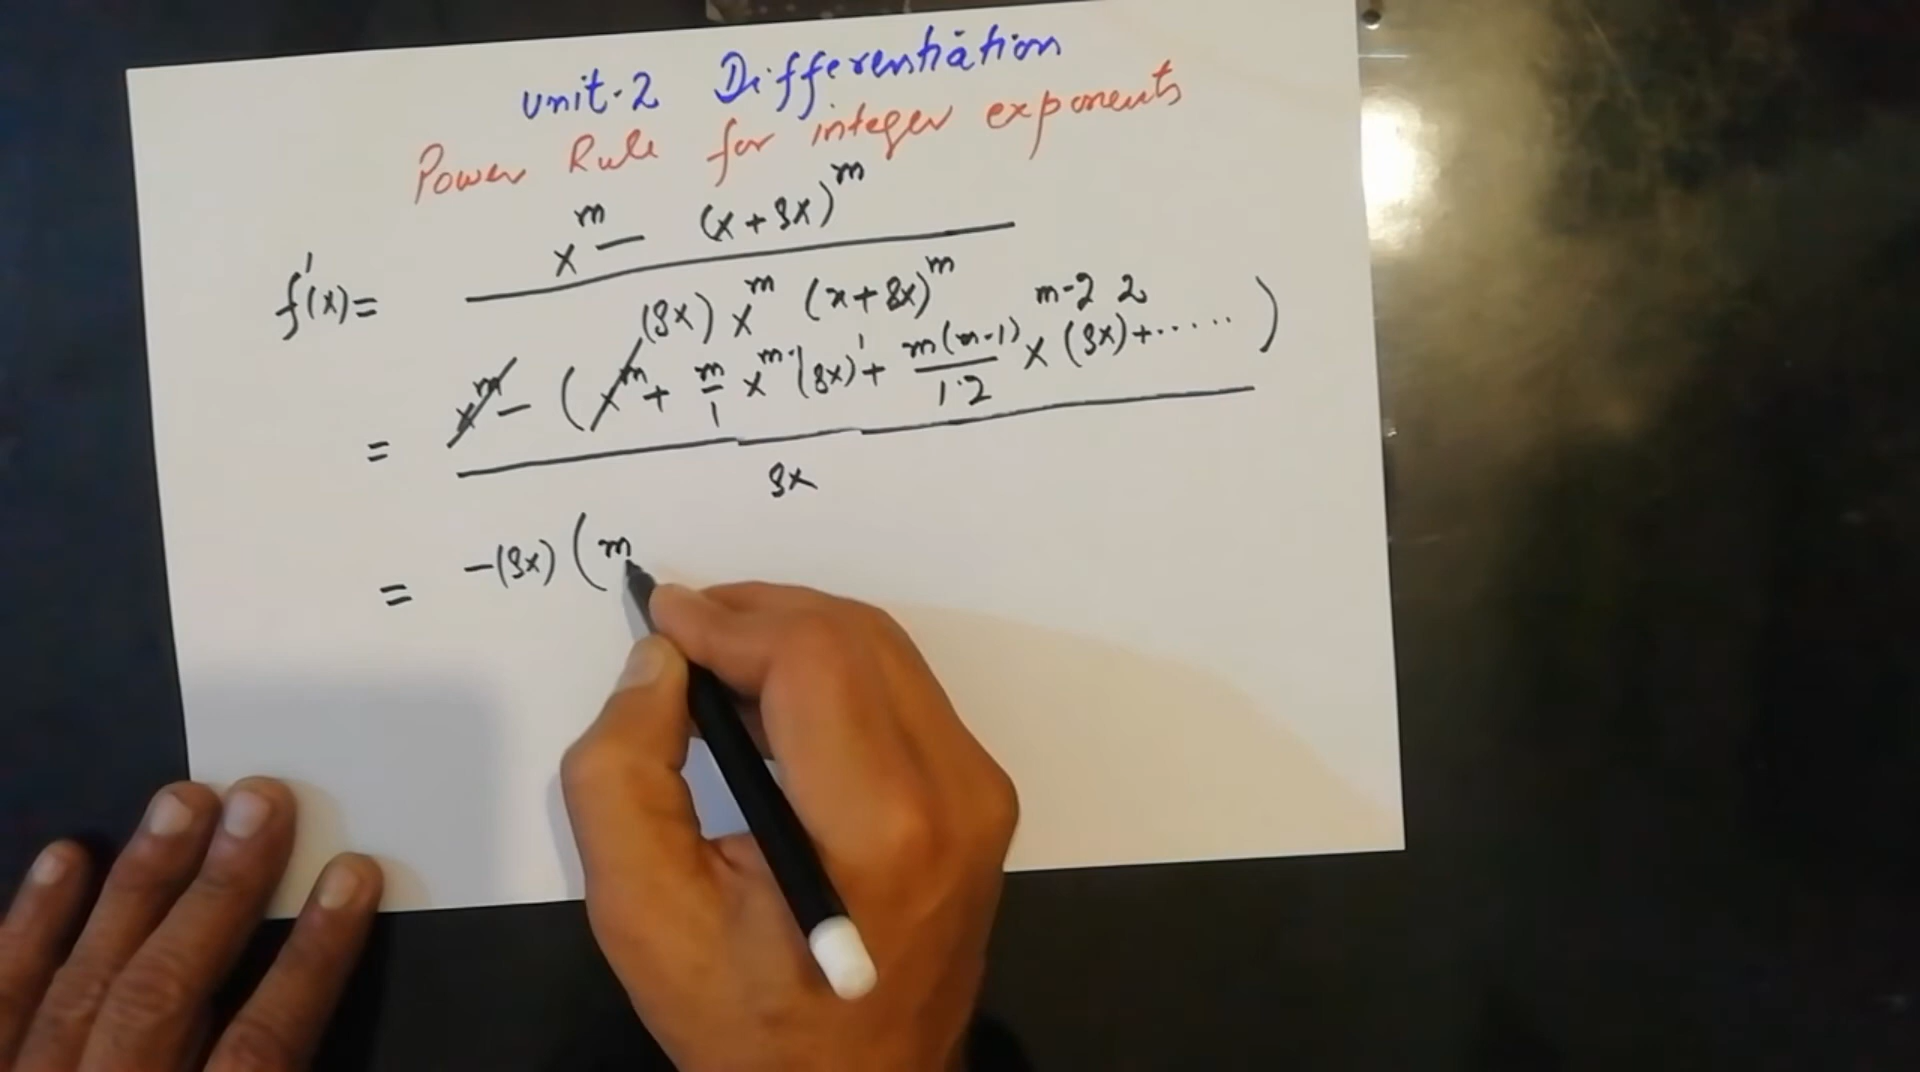 unit-2 Differentiation
Power Rule for integer exponents
x^m - (x+δx)^m
f'(x) =
(δx) x^m (x+δx)^m
= x^m - (x^m + m/1 x^m-1 (δx)^1 + m(m-1)/1.2 x^m-2 (δx)^2 + ......)
δx
= -(δx) (m